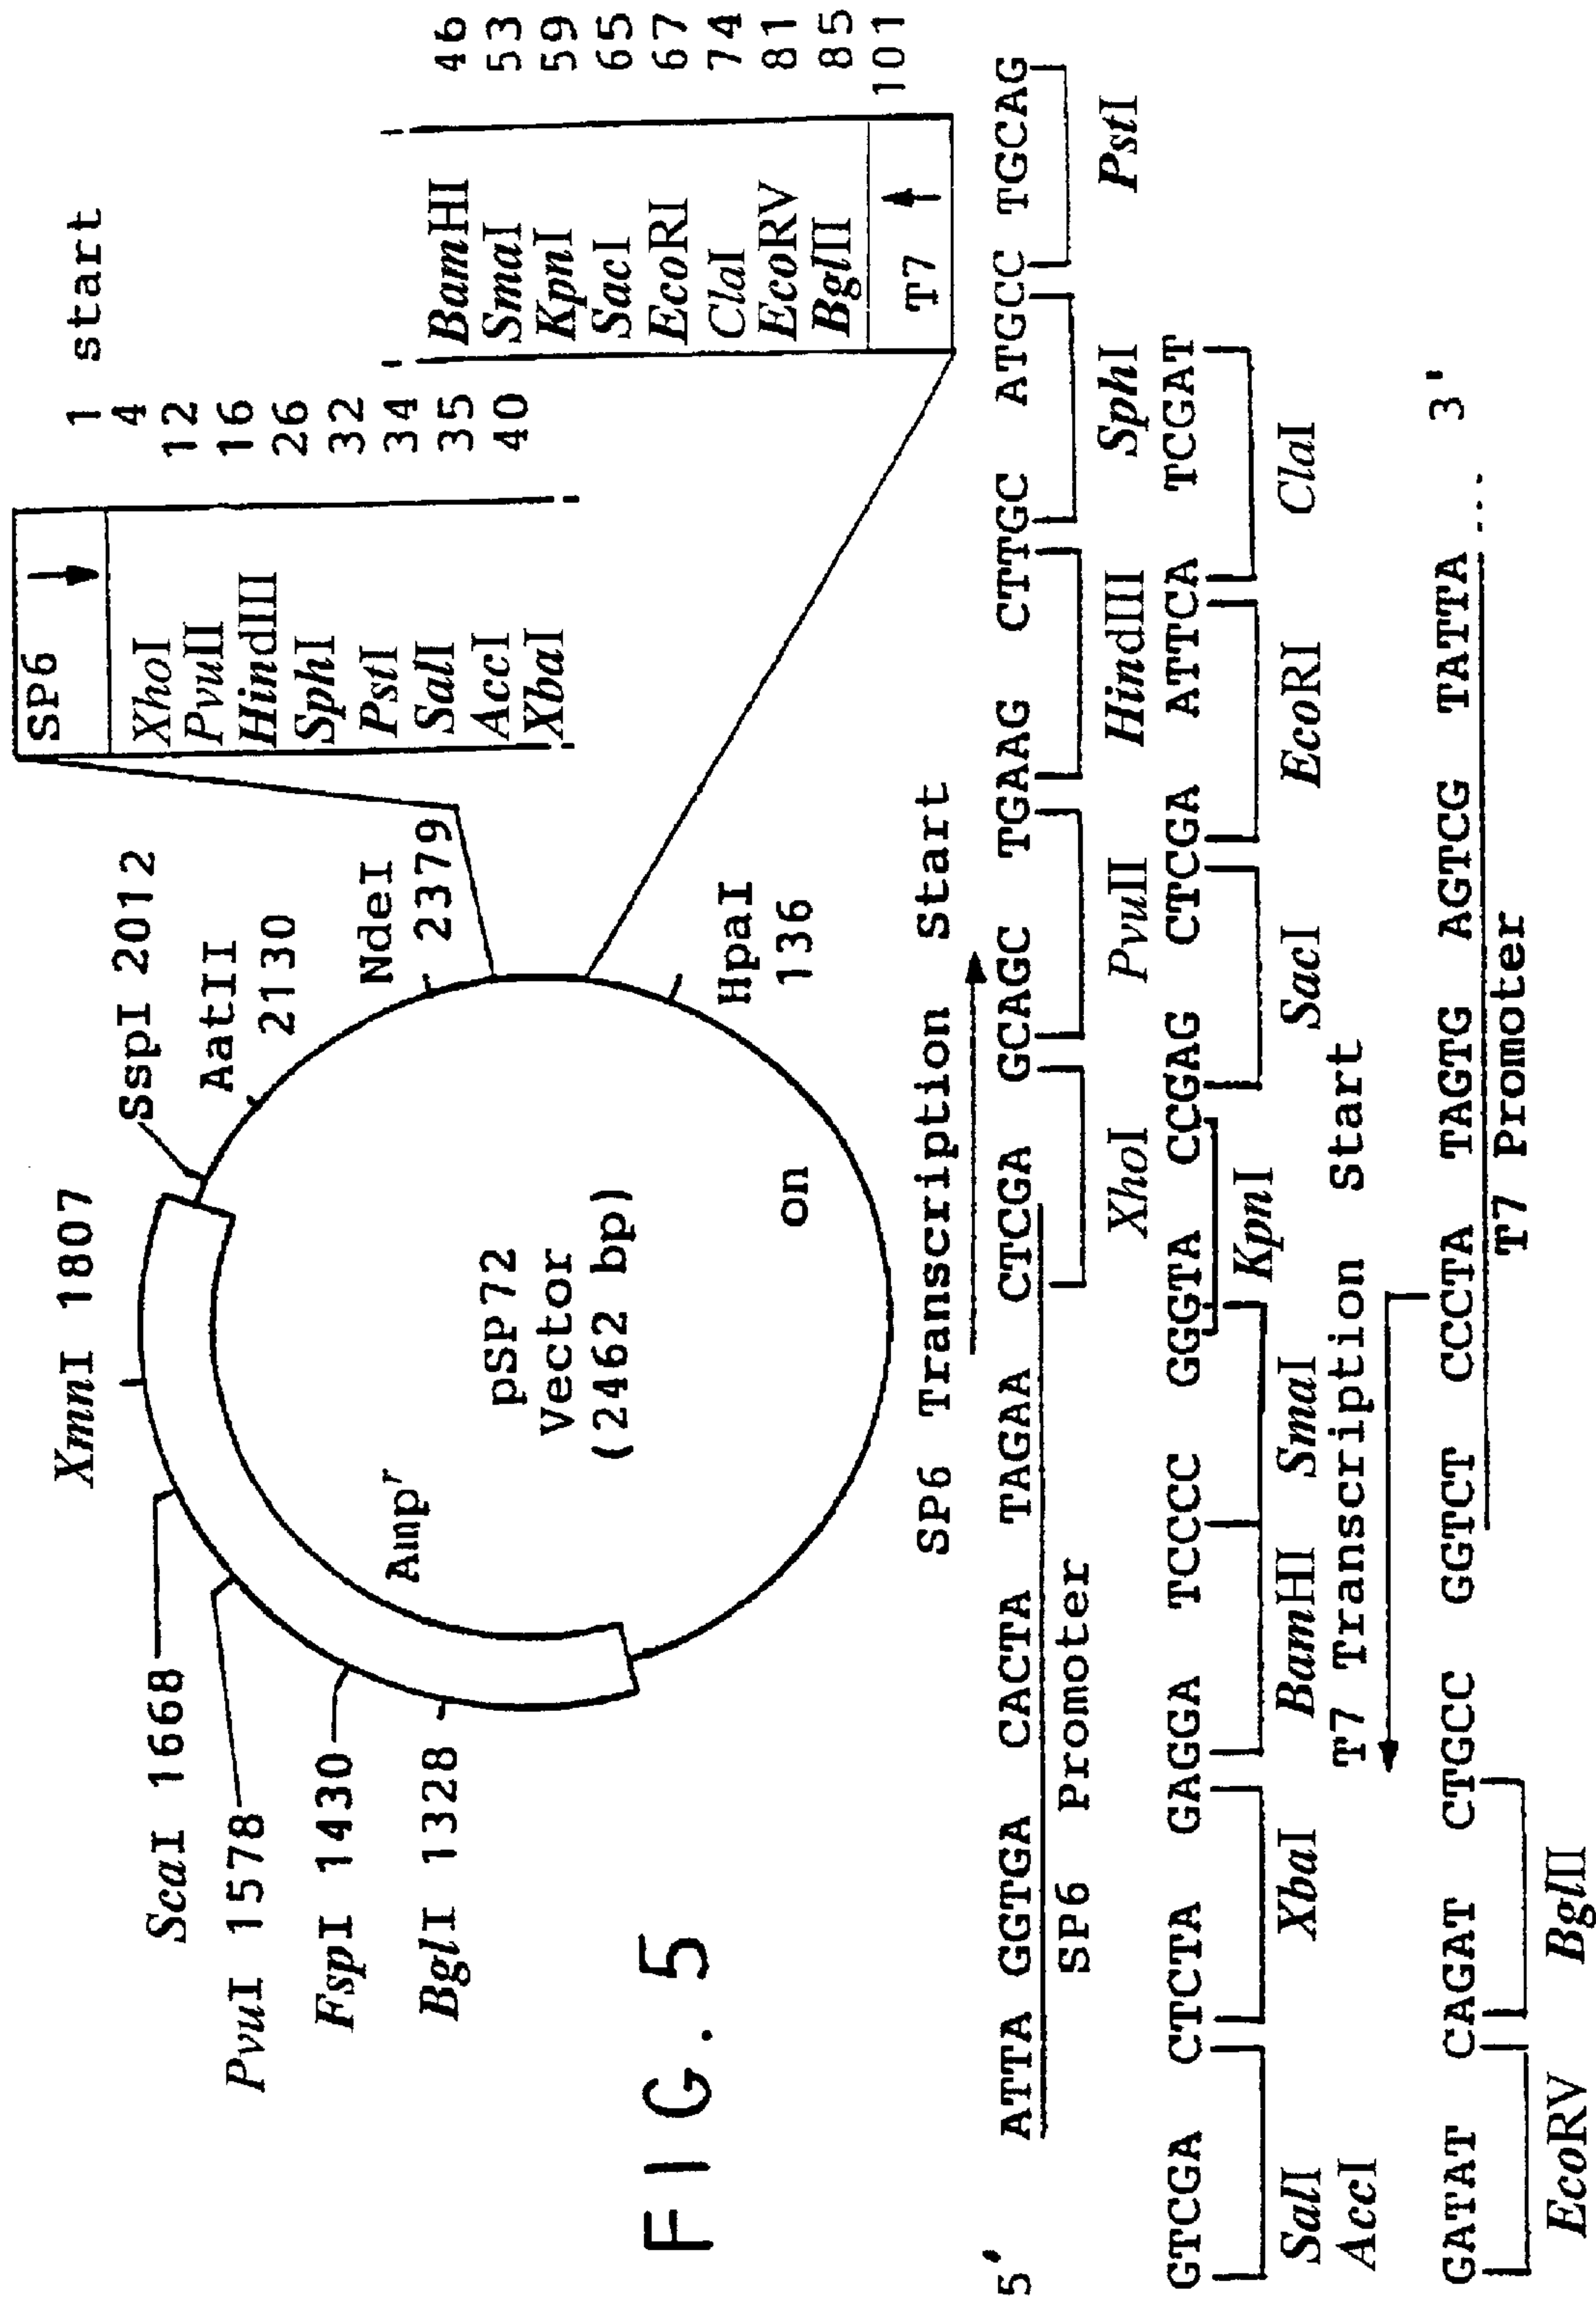 FIG. 5
XmnI 1807
ScaI 1668
PvuI 1578
FspI 1430
BglI 1328
SspI 2012
AatII
2130
NdeI
2379
HpaI
136
Ampr
pSP72
Vector
(2462 bp)
on
1 start
SP6
XhoI 4
PvuII 12
HindIII 16
SphI 26
PstI 32
SalI 34
AccI 35
XbaI 40
BamHI 46
SmaI 53
KpnI 59
SacI 65
EcoRI 67
ClaI 74
EcoRV 81
BglII 85
T7 101
SP6 Transcription Start
5' ATTA GGTGA CACTA TAGAA CTCGA GCAGC TGAAG CTTGC ATGCC TGCAG
SP6 Promoter XhoI PvuII HindIII SphI PstI
GTCGA CTCTA GAGGA TCCCC GGGTA CCGAG CTCGA ATTCA TCGAT
SalI XbaI BamHI SmaI KpnI SacI EcoRI ClaI
AccI
T7 Transcription Start
GATAT CAGAT CTGCC GGTCT CCCTA TAGTG AGTCG TATTA ... 3'
EcoRV BglII T7 Promoter